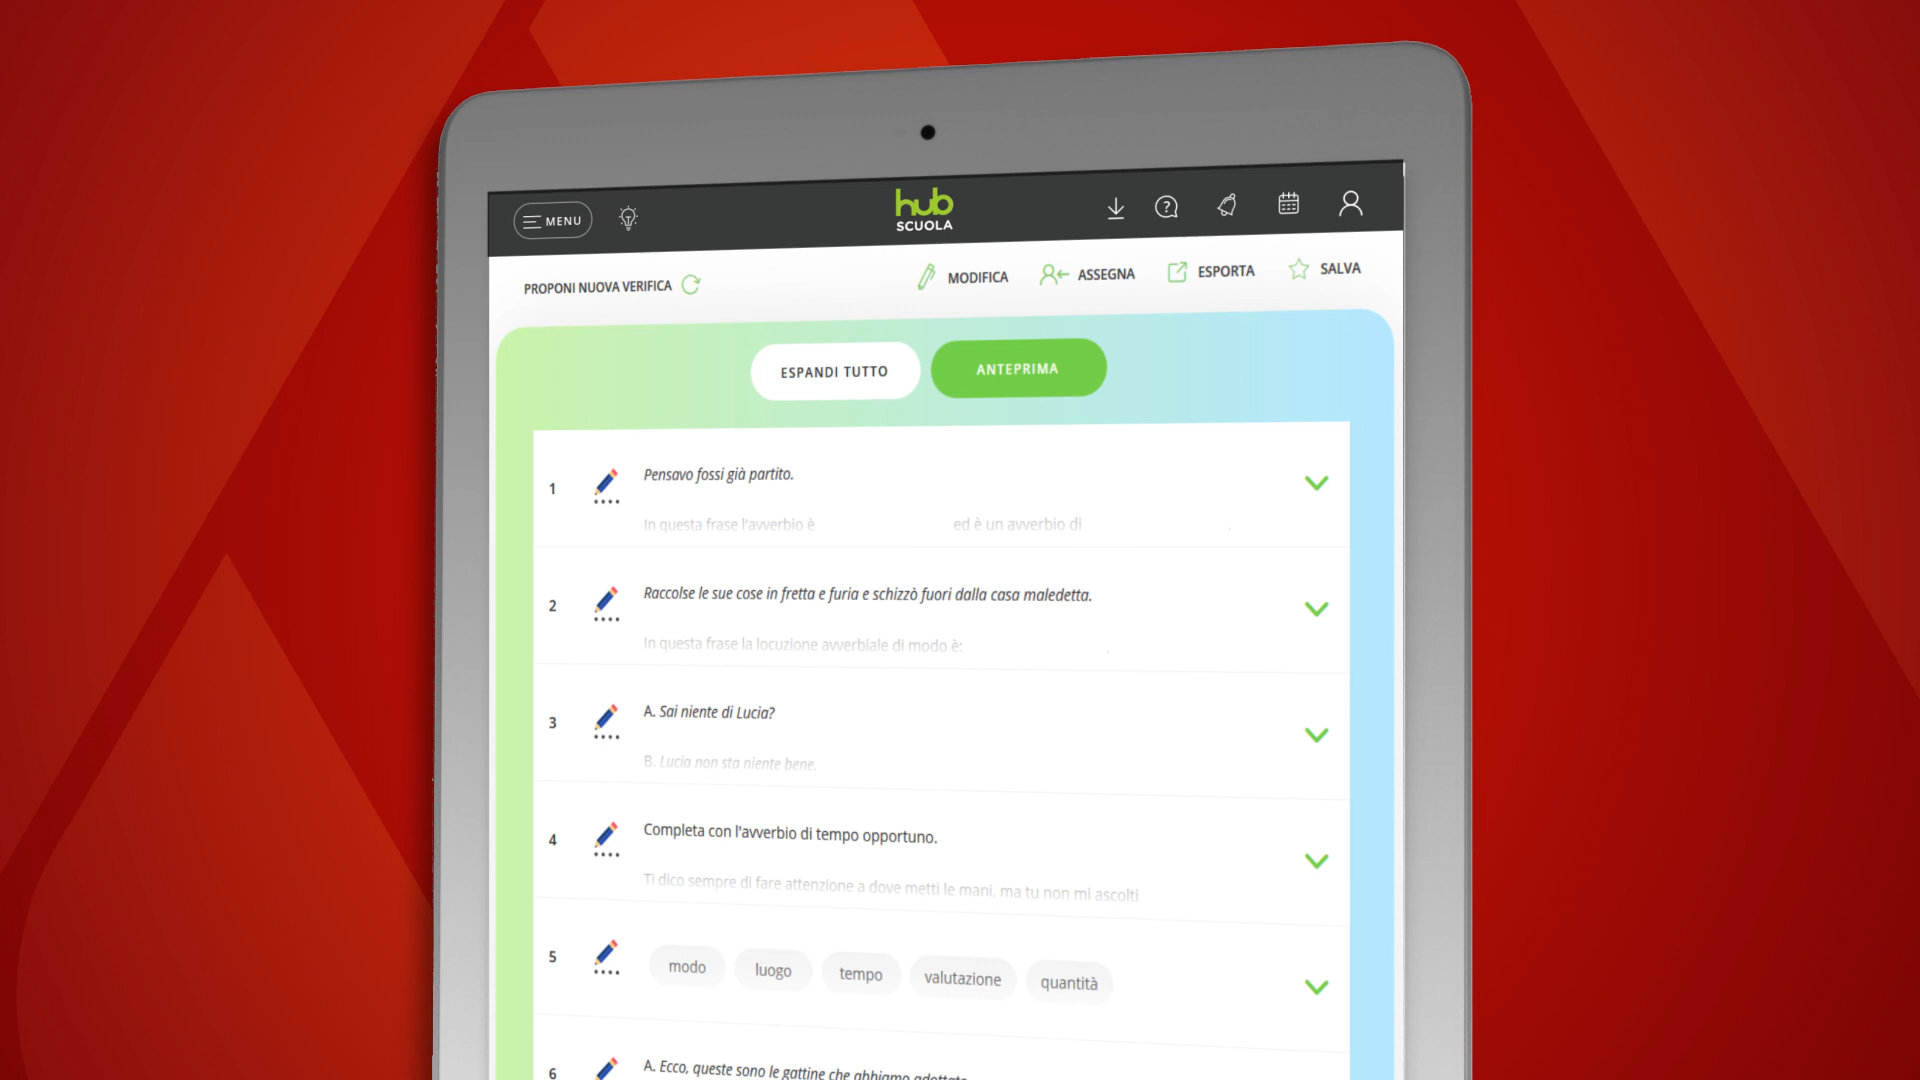 MENU
hub
SCUOLA
PROPONI NUOVA VERIFICA
MODIFICA
ASSEGNA
ESPORTA
SALVA
ESPANDI TUTTO
ANTEPRIMA
1
Pensavo fossi già partito.
In questa frase l'avverbio è ed è un avverbio di .
2
Raccolse le sue cose in fretta e furia e schizzò fuori dalla casa maledetta.
In questa frase la locuzione avverbiale di modo è: .
3
A. Sai niente di Lucia?
B. Lucia non sta niente bene.
4
Completa con l'avverbio di tempo opportuno.
Ti dico sempre di fare attenzione a dove metti le mani, ma tu non mi ascolti
5
modo luogo tempo valutazione quantità
6
A. Ecco, queste sono le gattine che abbiamo adottato